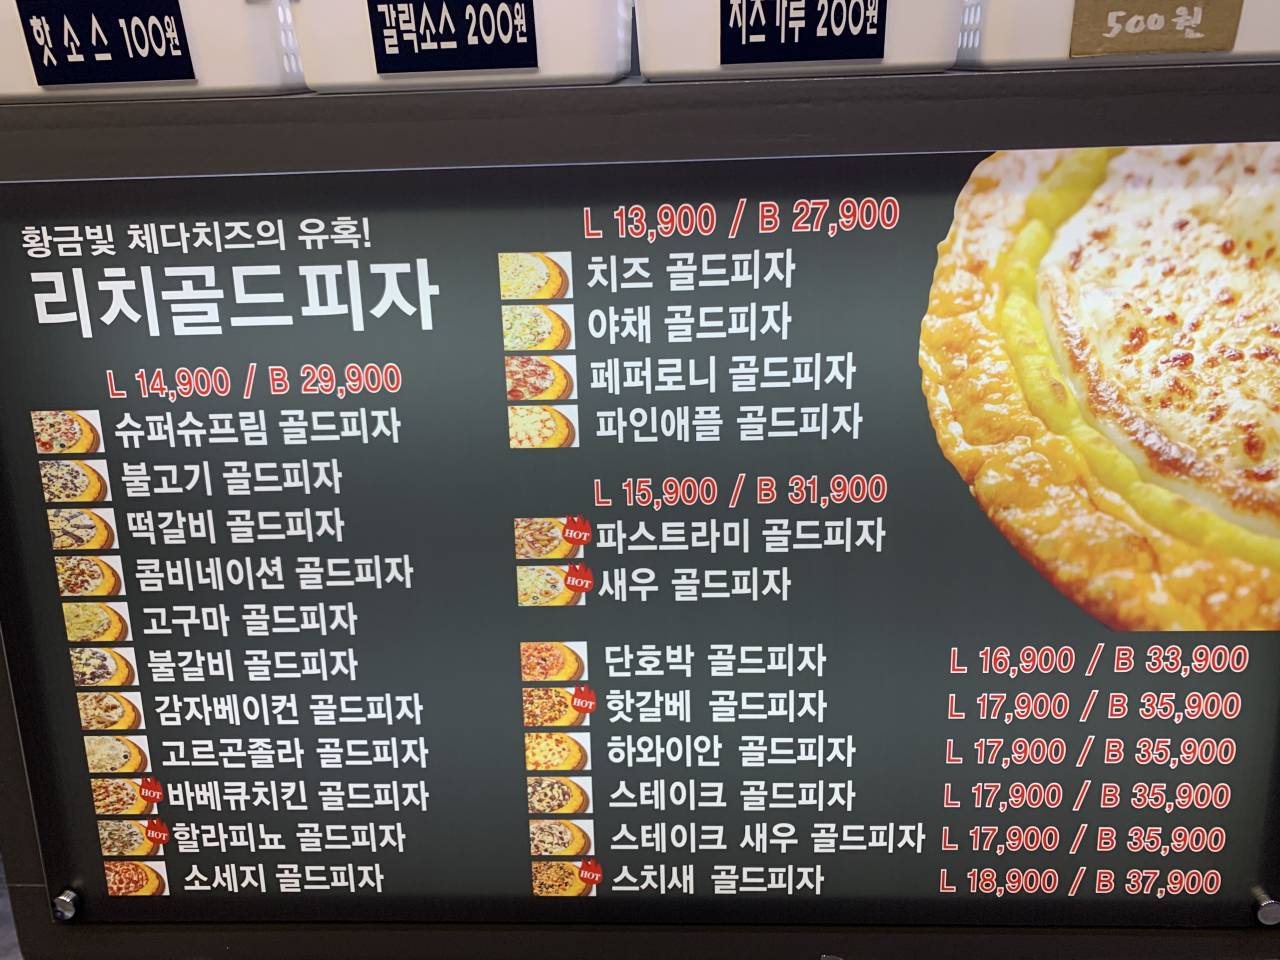 핫소스 100원
갈릭소스 200원
치즈가루 200원
500원
황금빛 체다치즈의 유혹!
리치골드피자
L 14,900 / B 29,900
슈퍼슈프림 골드피자
불고기 골드피자
떡갈비 골드피자
콤비네이션 골드피자
고구마 골드피자
불갈비 골드피자
감자베이컨 골드피자
고르곤졸라 골드피자
HOT 바베큐치킨 골드피자
HOT 할라피뇨 골드피자
소세지 골드피자
L 13,900 / B 27,900
치즈 골드피자
야채 골드피자
페퍼로니 골드피자
파인애플 골드피자
L 15,900 / B 31,900
HOT 파스트라미 골드피자
HOT 새우 골드피자
단호박 골드피자 L 16,900 / B 33,900
HOT 핫갈베 골드피자 L 17,900 / B 35,900
하와이안 골드피자 L 17,900 / B 35,900
스테이크 골드피자 L 17,900 / B 35,900
스테이크 새우 골드피자 L 17,900 / B 35,900
HOT 스치새 골드피자 L 18,900 / B 37,900